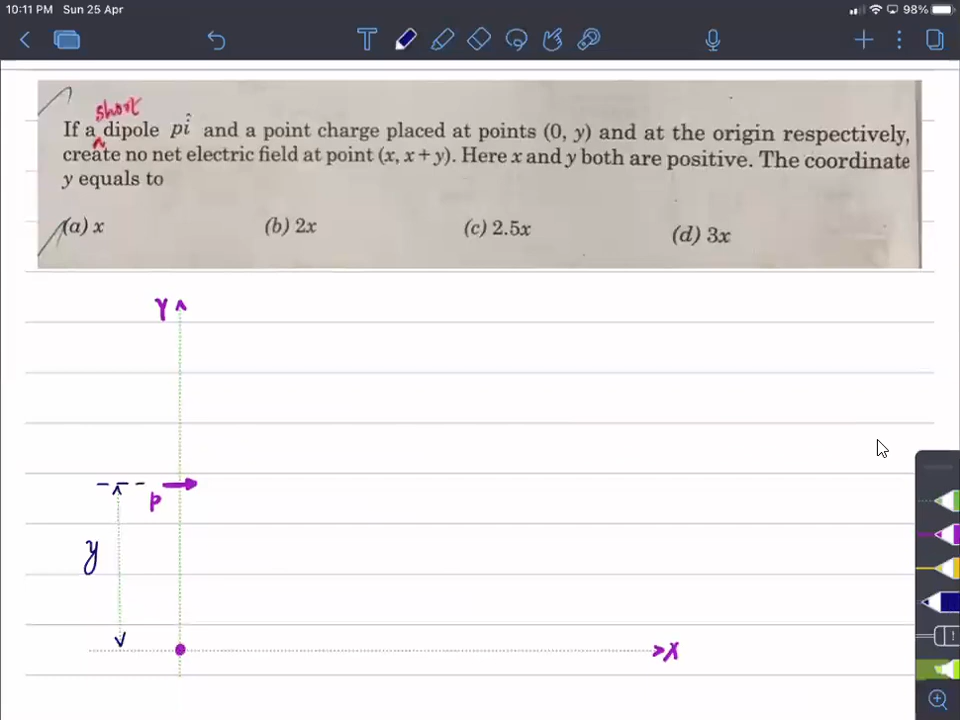 10:11 PM Sun 25 Apr 98%
short
If a dipole pî and a point charge placed at points (0, y) and at the origin respectively,
create no net electric field at point (x, x + y). Here x and y both are positive. The coordinate
y equals to
(a) x (b) 2x (c) 2.5x (d) 3x
Y
p
y
X